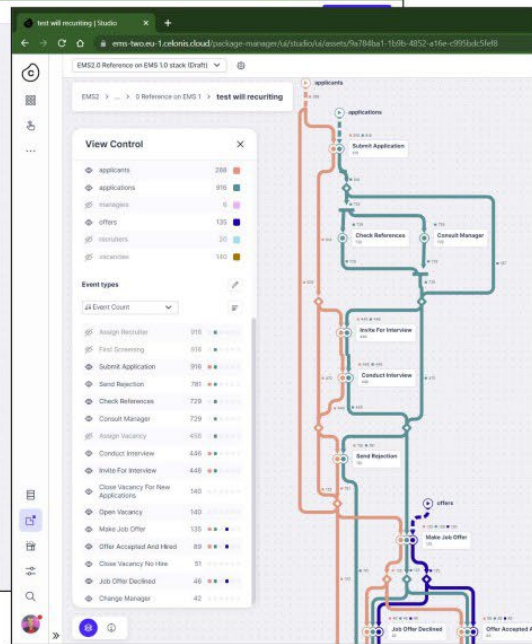 test will recuriting | Studio
ems-two.eu-1.celonis.cloud/package-manager/ui/studio/ui/assets/9a784ba1-1b9b-4852-a16e-c995bdc5fef8
EMS2.0 Reference on EMS 1.0 stack (Draft)
EMS2 > ... > 0 Reference on EMS 1 > test will recuriting
View Control
applicants 288
applications 916
managers 6
offers 135
recruiters 20
vacancies 140
Event types
Event Count
Assign Recruiter 916
First Screening 916
Submit Application 916
Send Rejection 781
Check References 729
Consult Manager 729
Assign Vacancy 458
Conduct Interview 446
Invite For Interview 446
Close Vacancy For New Applications 140
Open Vacancy 140
Make Job Offer 135
Offer Accepted And Hired 89
Close Vacancy No Hire 51
Job Offer Declined 46
Change Manager 42
applicants
applications
Submit Application
Check References
Consult Manager
Invite For Interview
Conduct Interview
Send Rejection
offers
Make Job Offer
Job Offer Declined
Offer Accepted A